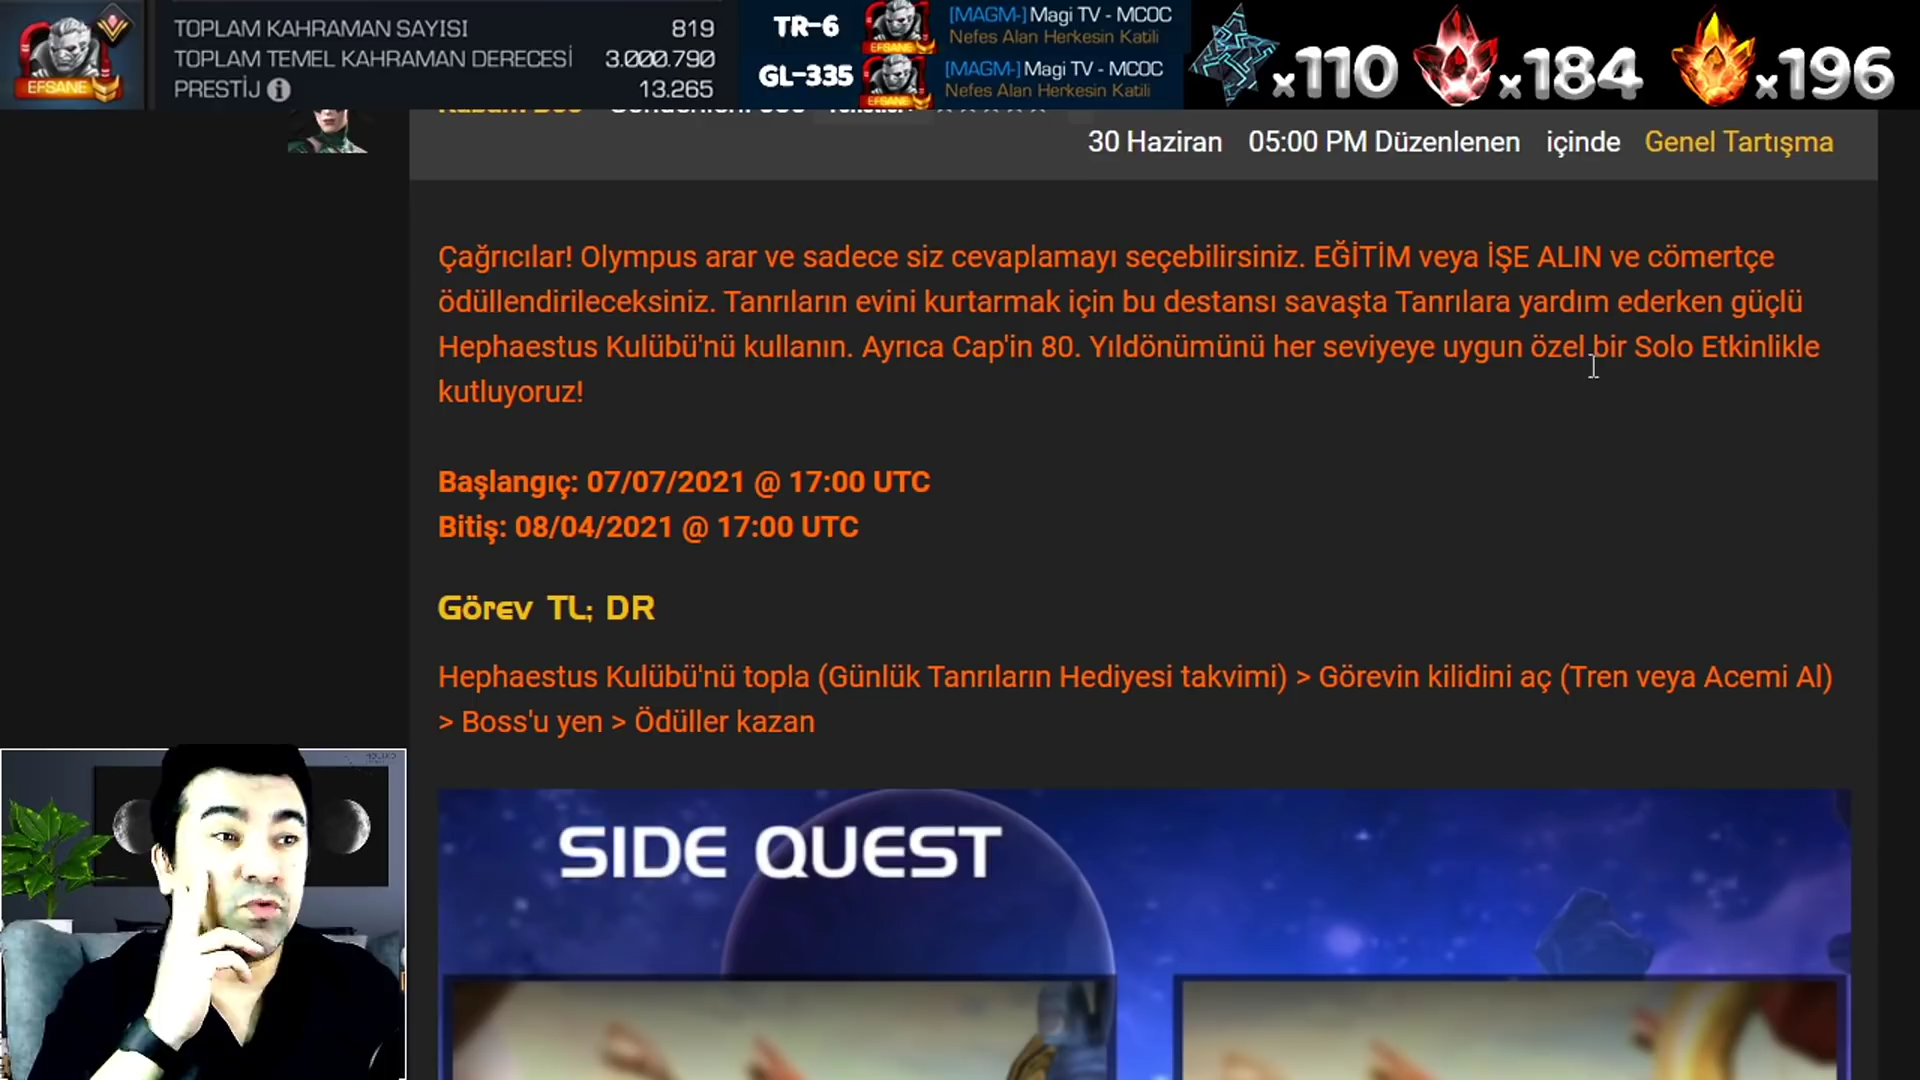 TOPLAM KAHRAMAN SAYISI 819
TOPLAM TEMEL KAHRAMAN DERECESİ 3.000.790
PRESTİJ 13.265
EFSANE
TR-6
[MAGM-] Magi TV - MCOC
Nefes Alan Herkesin Katili
EFSANE
GL-335
[MAGM-] Magi TV - MCOC
Nefes Alan Herkesin Katili
EFSANE
x110
x184
x196
30 Haziran 05:00 PM Düzenlenen içinde Genel Tartışma
Çağrıcılar! Olympus arar ve sadece siz cevaplamayı seçebilirsiniz. EĞİTİM veya İŞE ALIN ve cömertçe
ödüllendirileceksiniz. Tanrıların evini kurtarmak için bu destansı savaşta Tanrılara yardım ederken güçlü
Hephaestus Kulübü'nü kullanın. Ayrıca Cap'in 80. Yıldönümünü her seviyeye uygun özel bir Solo Etkinlikle
kutluyoruz!
Başlangıç: 07/07/2021 @ 17:00 UTC
Bitiş: 08/04/2021 @ 17:00 UTC
Görev TL; DR
Hephaestus Kulübü'nü topla (Günlük Tanrıların Hediyesi takvimi) > Görevin kilidini aç (Tren veya Acemi Al)
> Boss'u yen > Ödüller kazan
SIDE QUEST